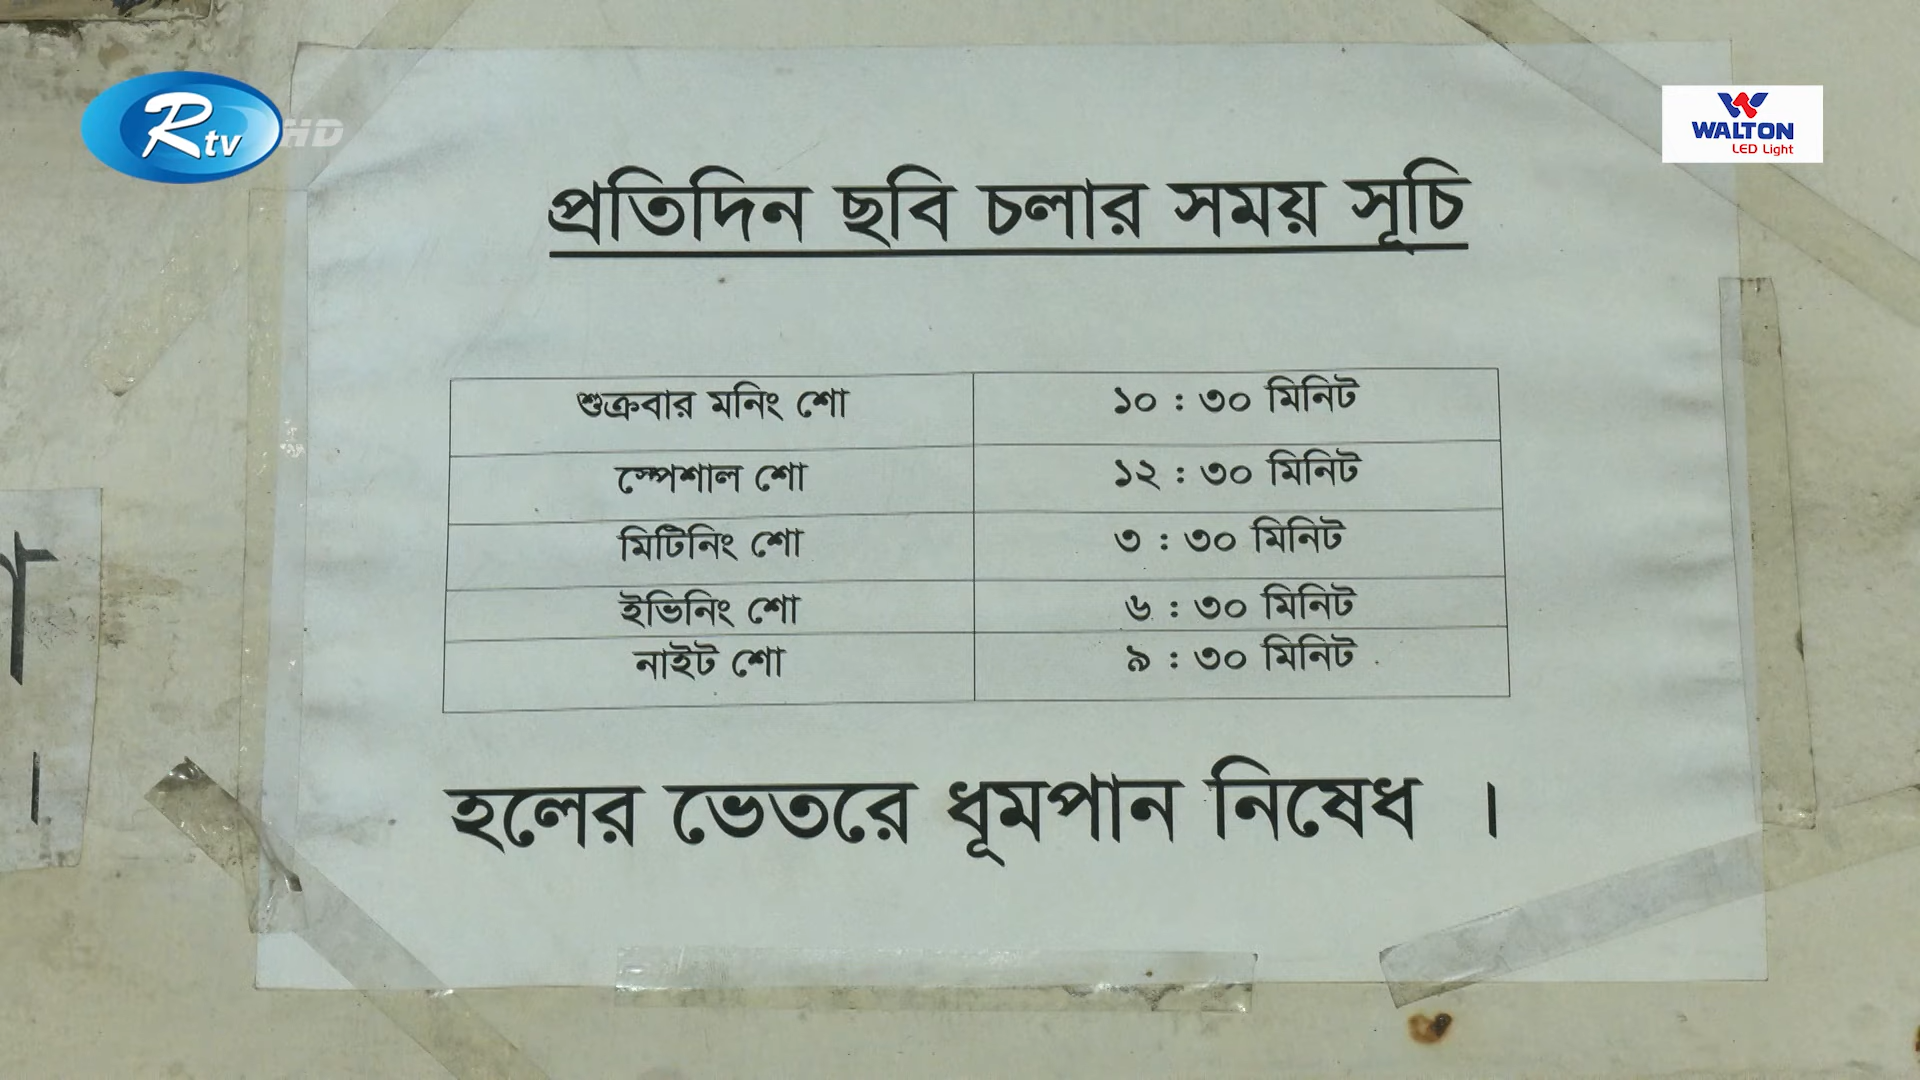 Rtv HD
WALTON
LED Light
প্রতিদিন ছবি চলার সময় সূচি
শুক্রবার মনিং শো ১০ : ৩০ মিনিট
স্পেশাল শো ১২ : ৩০ মিনিট
মিটিনিং শো ৩ : ৩০ মিনিট
ইভিনিং শো ৬ : ৩০ মিনিট
নাইট শো ৯ : ৩০ মিনিট
হলের ভেতরে ধূমপান নিষেধ ।